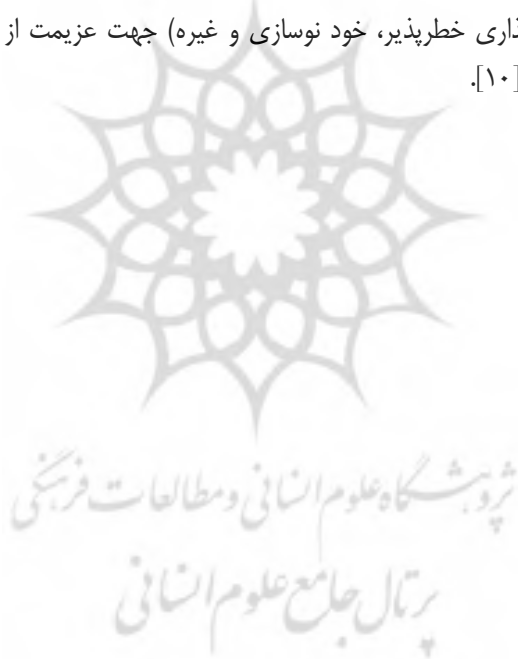 ذاری خطرپذیر، خود نوسازی و غیره) جهت عزیمت از
[۱۰].
پژوهشگاه علوم انسانی و مطالعات فرهنگی
پرتال جامع علوم انسانی